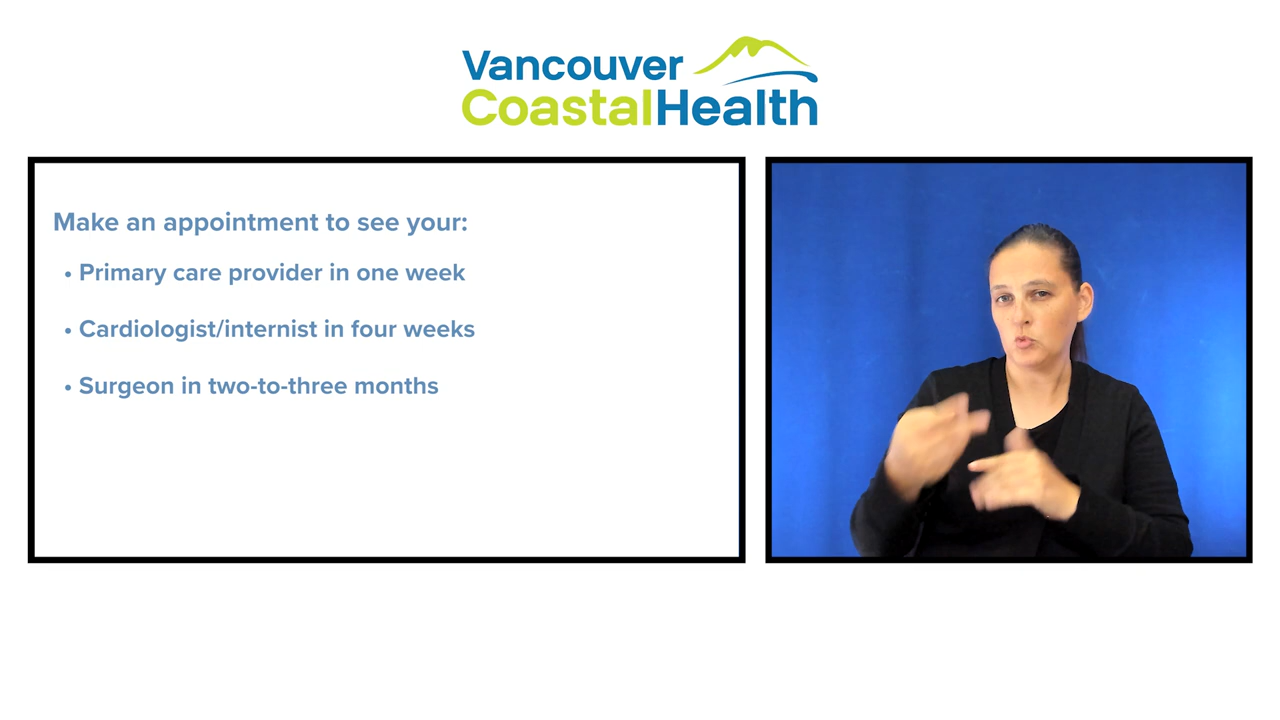 Vancouver
CoastalHealth
Make an appointment to see your:
• Primary care provider in one week
• Cardiologist/internist in four weeks
• Surgeon in two-to-three months